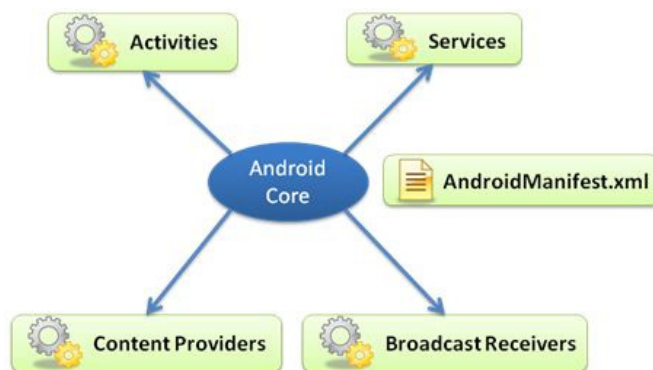 Activities
Services
Android
Core
AndroidManifest.xml
Content Providers
Broadcast Receivers